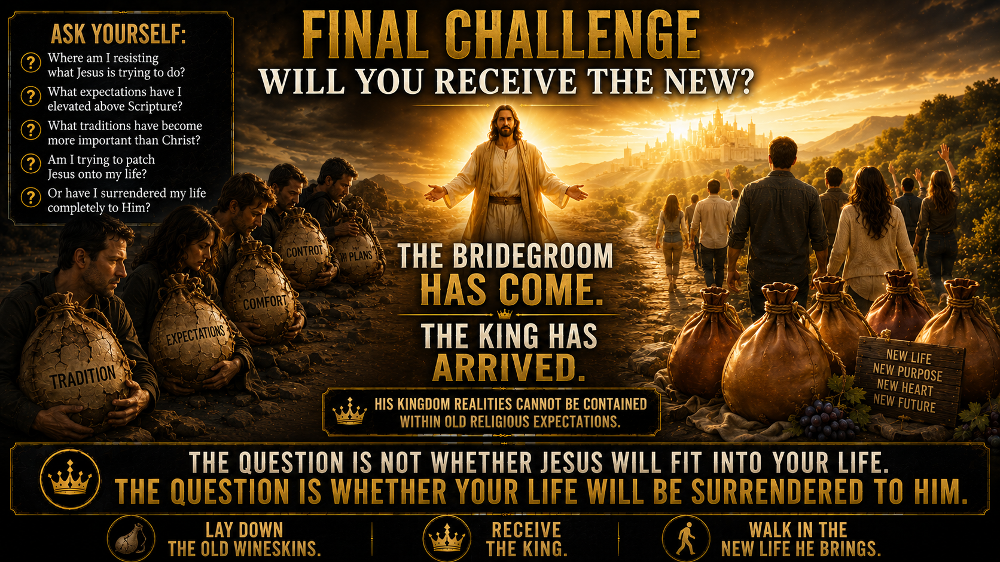 FINAL CHALLENGE
WILL YOU RECEIVE THE NEW?
ASK YOURSELF:
? Where am I resisting
what Jesus is trying to do?
? What expectations have I
elevated above Scripture?
? What traditions have become
more important than Christ?
? Am I trying to patch
Jesus onto my life?
? Or have I surrendered my life
completely to Him?
TRADITION
EXPECTATIONS
COMFORT
CONTROT
PLANS
THE BRIDEGROOM
HAS COME.
THE KING HAS
ARRIVED.
HIS KINGDOM REALITIES CANNOT BE CONTAINED
WITHIN OLD RELIGIOUS EXPECTATIONS.
NEW LIFE
NEW PURPOSE
NEW HEART
NEW FUTURE
THE QUESTION IS NOT WHETHER JESUS WILL FIT INTO YOUR LIFE.
THE QUESTION IS WHETHER YOUR LIFE WILL BE SURRENDERED TO HIM.
LAY DOWN
THE OLD WINESKINS.
RECEIVE
THE KING.
WALK IN THE
NEW LIFE HE BRINGS.